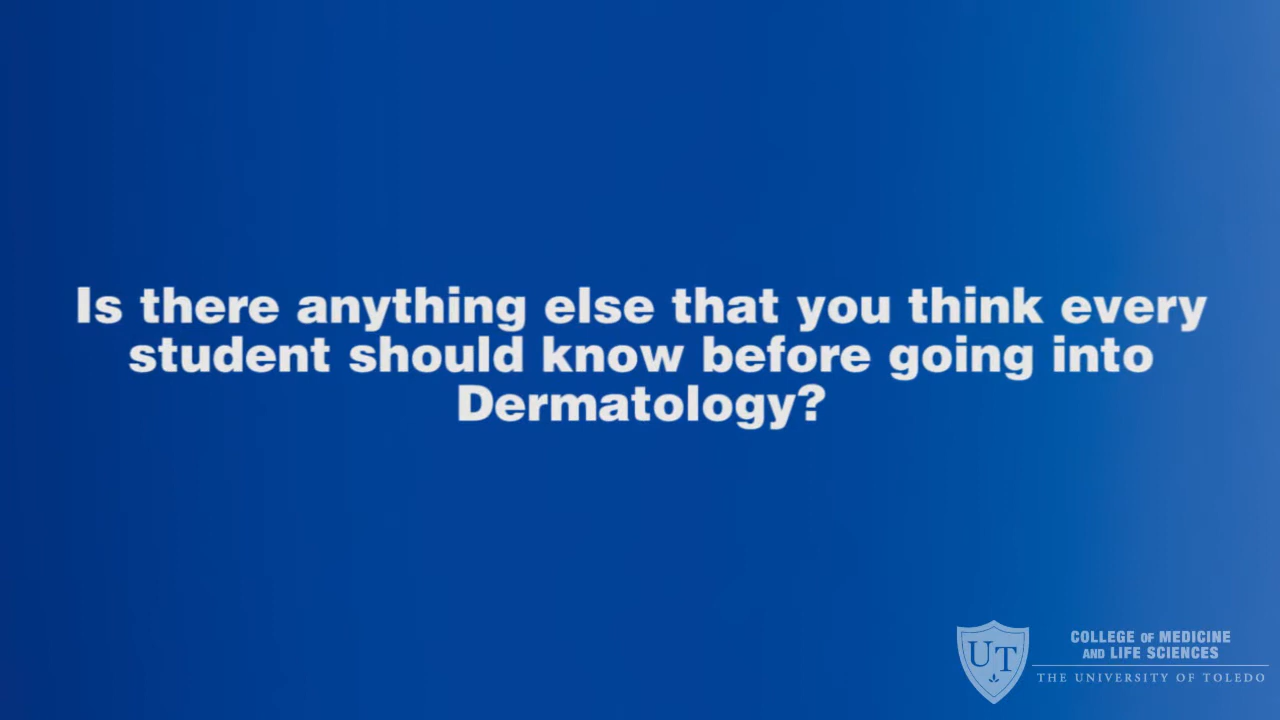 Is there anything else that you think every
student should know before going into
Dermatology?
UT
COLLEGE OF MEDICINE
AND LIFE SCIENCES
THE UNIVERSITY OF TOLEDO